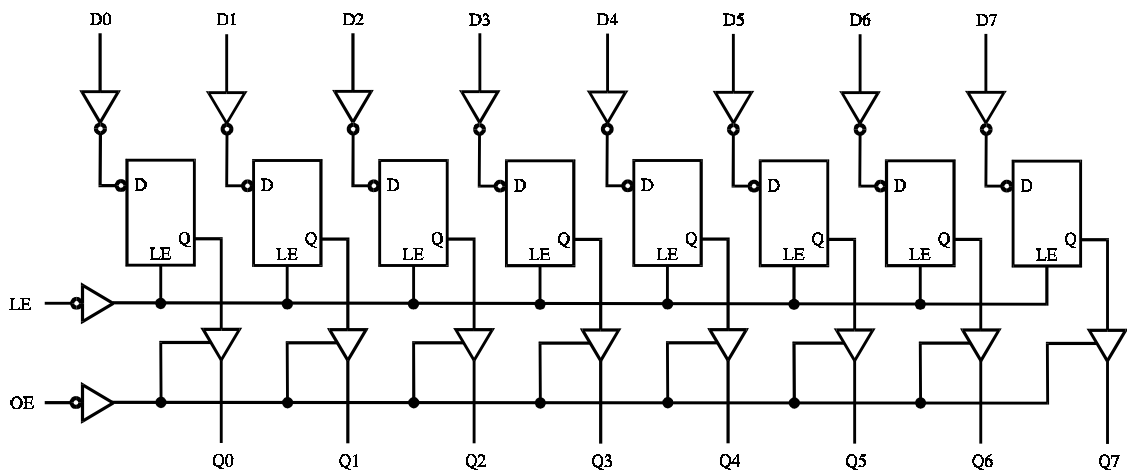 D0 D1 D2 D3 D4 D5 D6 D7
D D D D D D D D
Q Q Q Q Q Q Q Q
LE LE LE LE LE LE LE LE
LE
OE
Q0 Q1 Q2 Q3 Q4 Q5 Q6 Q7